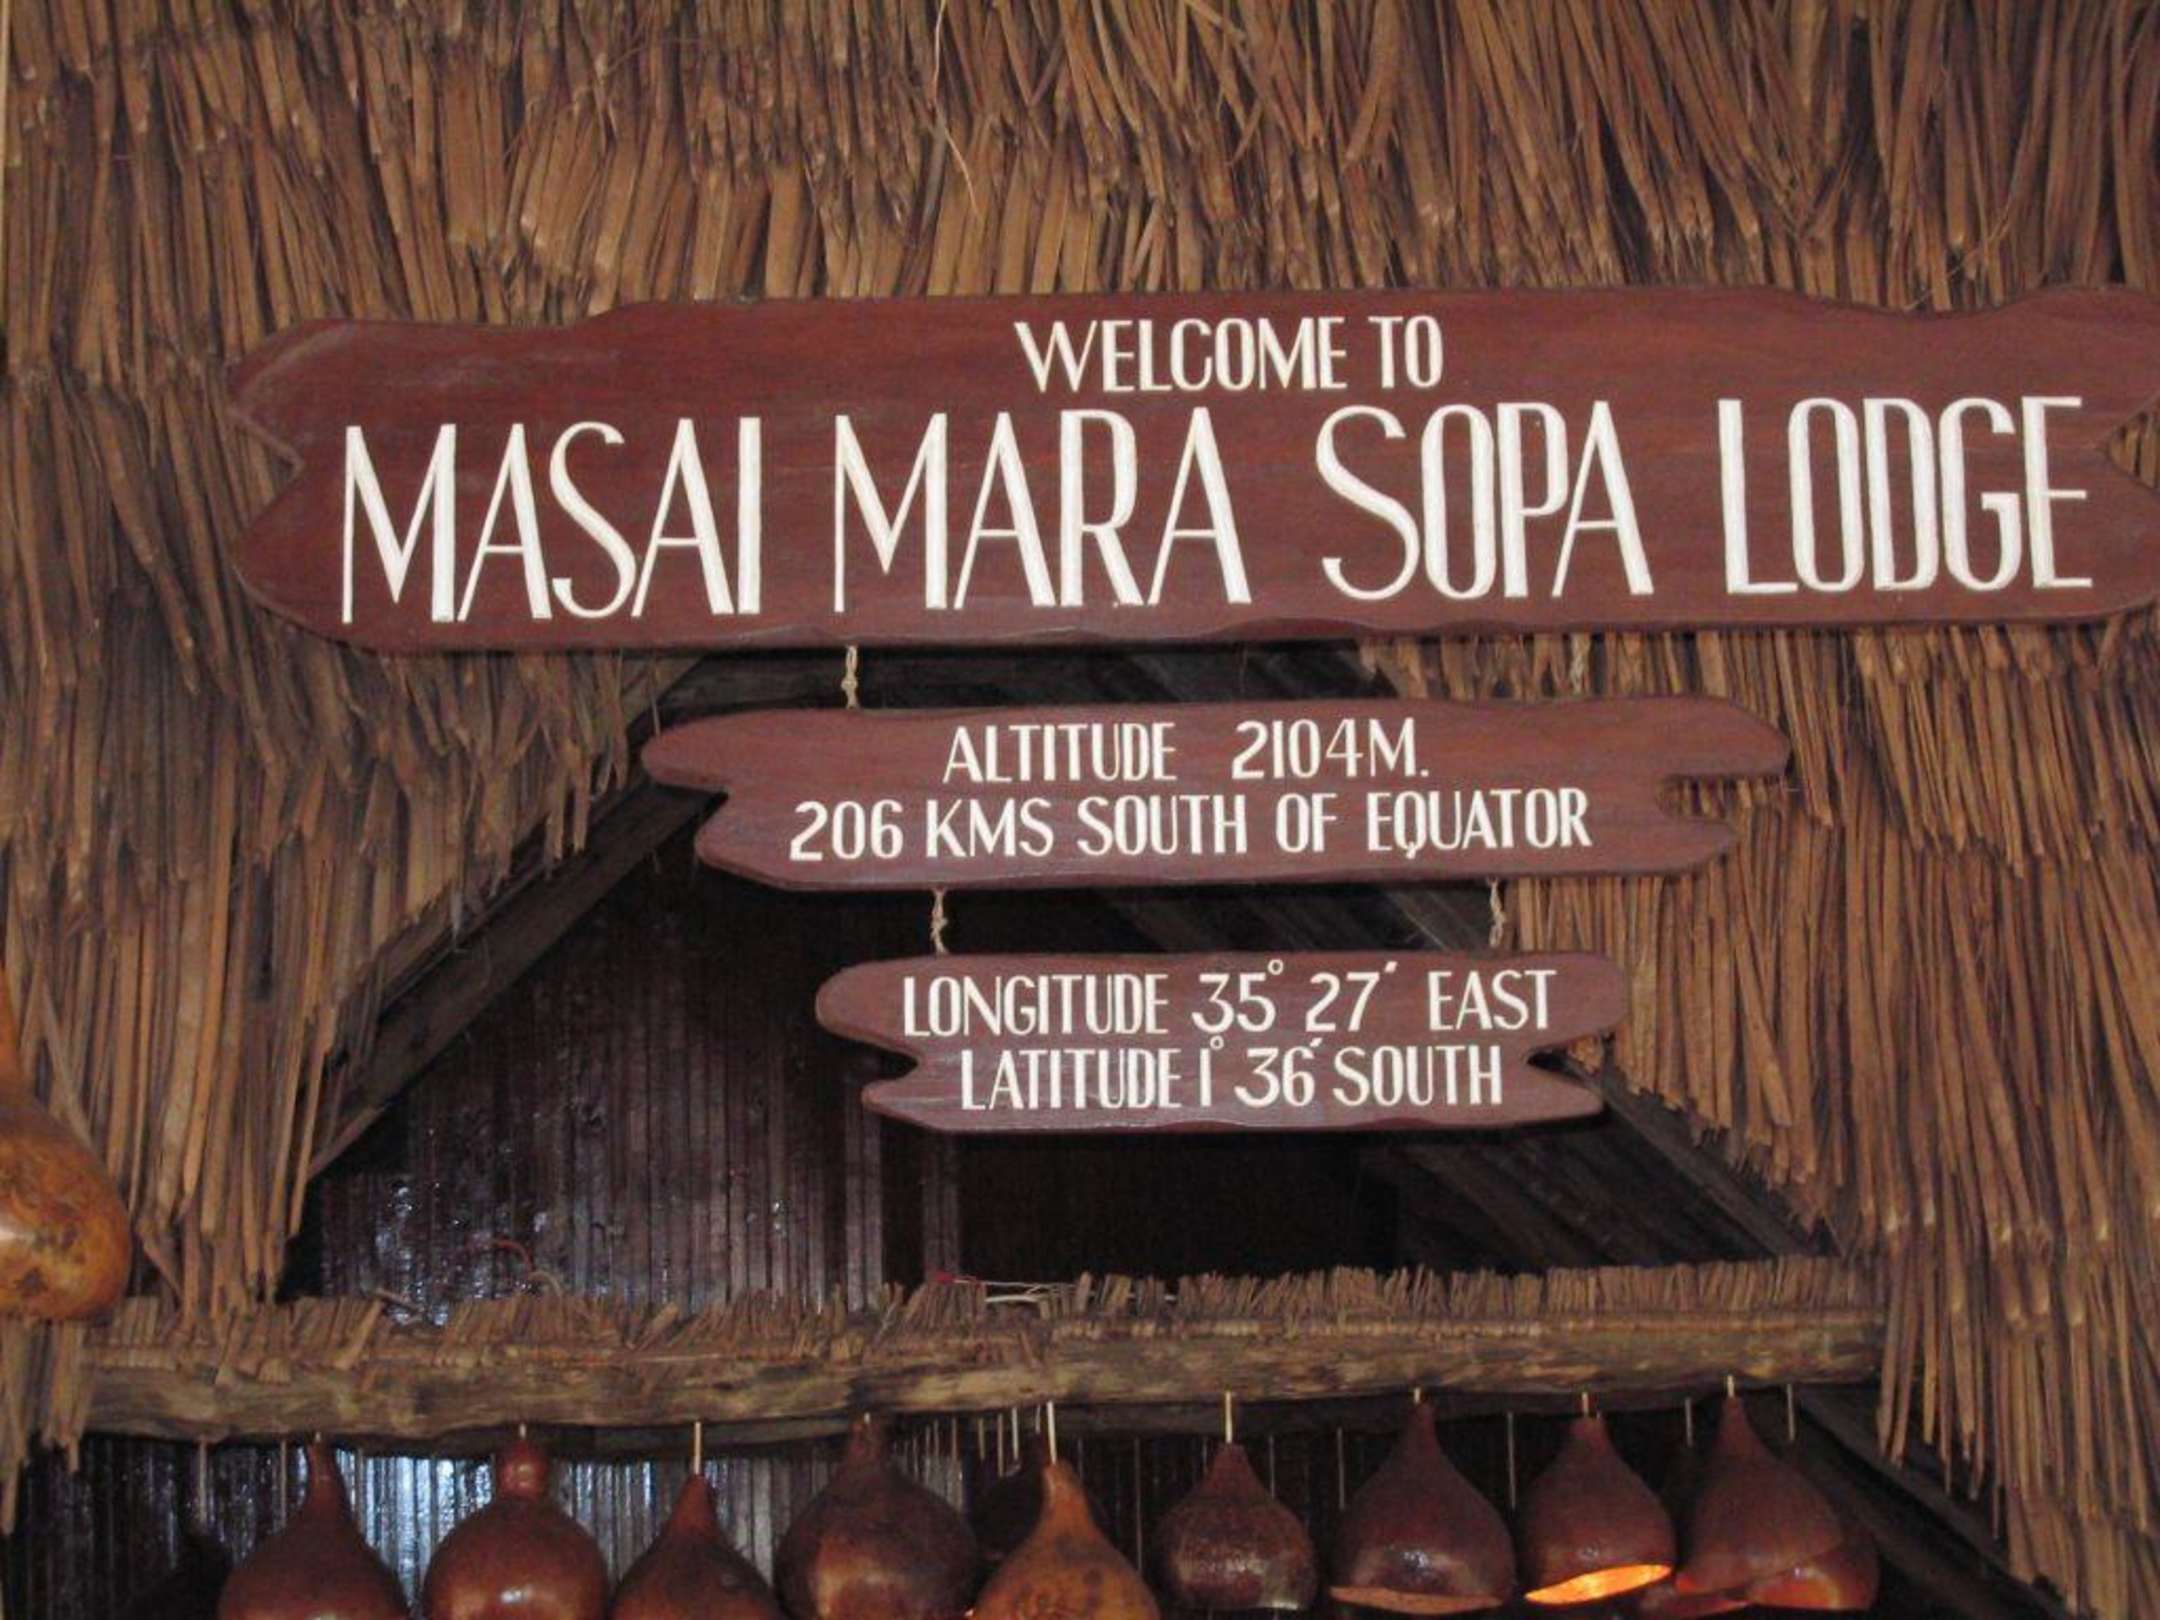 WELCOME TO
MASAI MARA SOPA LODGE
ALTITUDE 2104M.
206 KMS SOUTH OF EQUATOR
LONGITUDE 35° 27′ EAST
LATITUDE 1° 36′ SOUTH